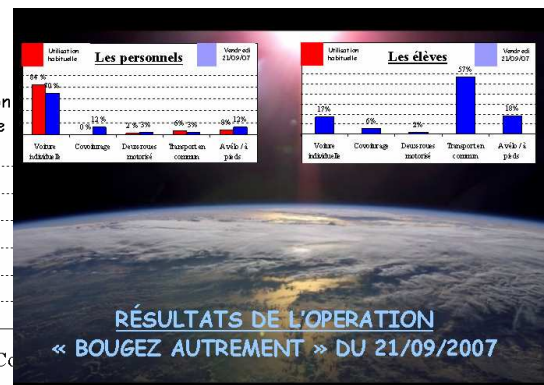 Utilisation
habituelle
Les personnels
Vendredi
21/09/07
84 %
70 %
0 %
12 %
2 %
3%
6%
3%
8%
12%
Voiture
individuelle
Covoiturage
Deux-roues
motorisé
Transport en
commun
A vélo / à
pieds
Utilisation
habituelle
Les élèves
Vendredi
21/09/07
17%
6%
2%
57%
18%
Voiture
individuelle
Covoiturage
Deux-roues
motorisé
Transport en
commun
A vélo / à
pieds
on
e
Co
RÉSULTATS DE L'OPERATION
« BOUGEZ AUTREMENT » DU 21/09/2007